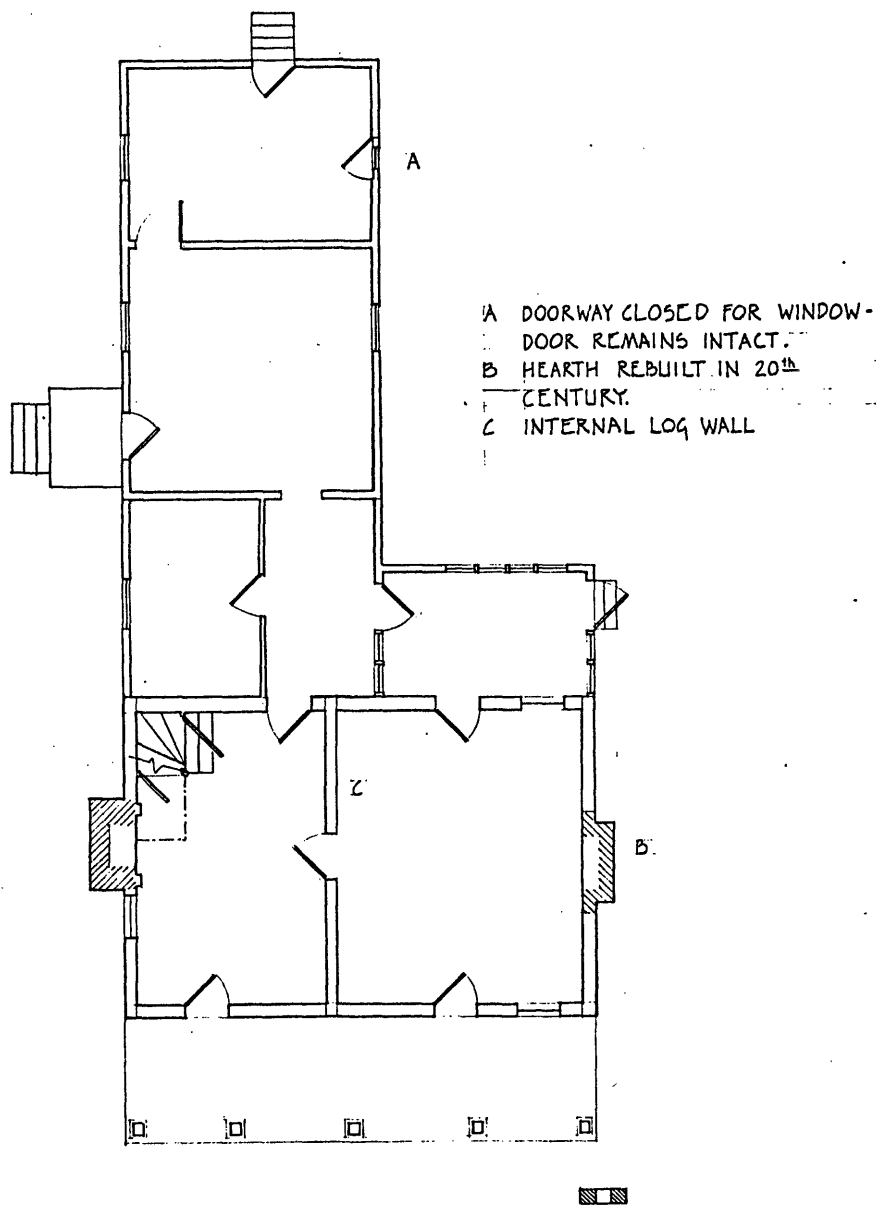 A
A DOORWAY CLOSED FOR WINDOW-
DOOR REMAINS INTACT.
B HEARTH REBUILT IN 20th
CENTURY.
C INTERNAL LOG WALL
C
B